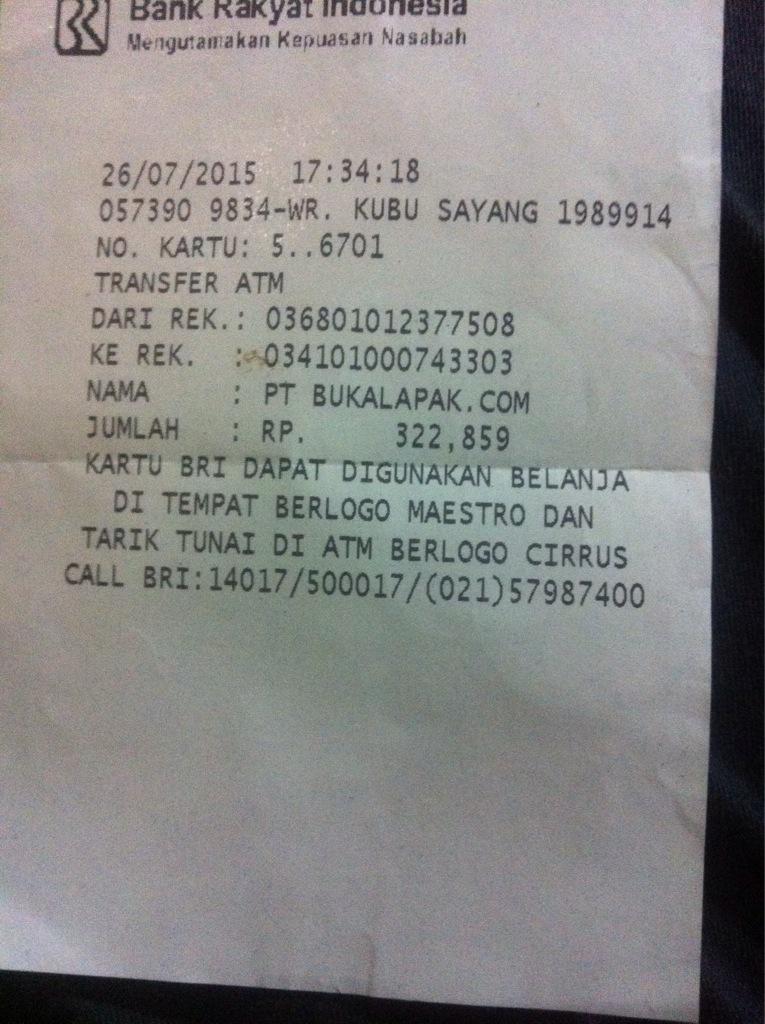 Bank Rakyat Indonesia
Mengutamakan Kepuasan Nasabah
26/07/2015 17:34:18
057390 9834-WR. KUBU SAYANG 1989914
NO. KARTU: 5..6701
TRANSFER ATM
DARI REK.: 036801012377508
KE REK. : 034101000743303
NAMA : PT BUKALAPAK.COM
JUMLAH : RP. 322,859
KARTU BRI DAPAT DIGUNAKAN BELANJA
DI TEMPAT BERLOGO MAESTRO DAN
TARIK TUNAI DI ATM BERLOGO CIRRUS
CALL BRI:14017/500017/(021)57987400